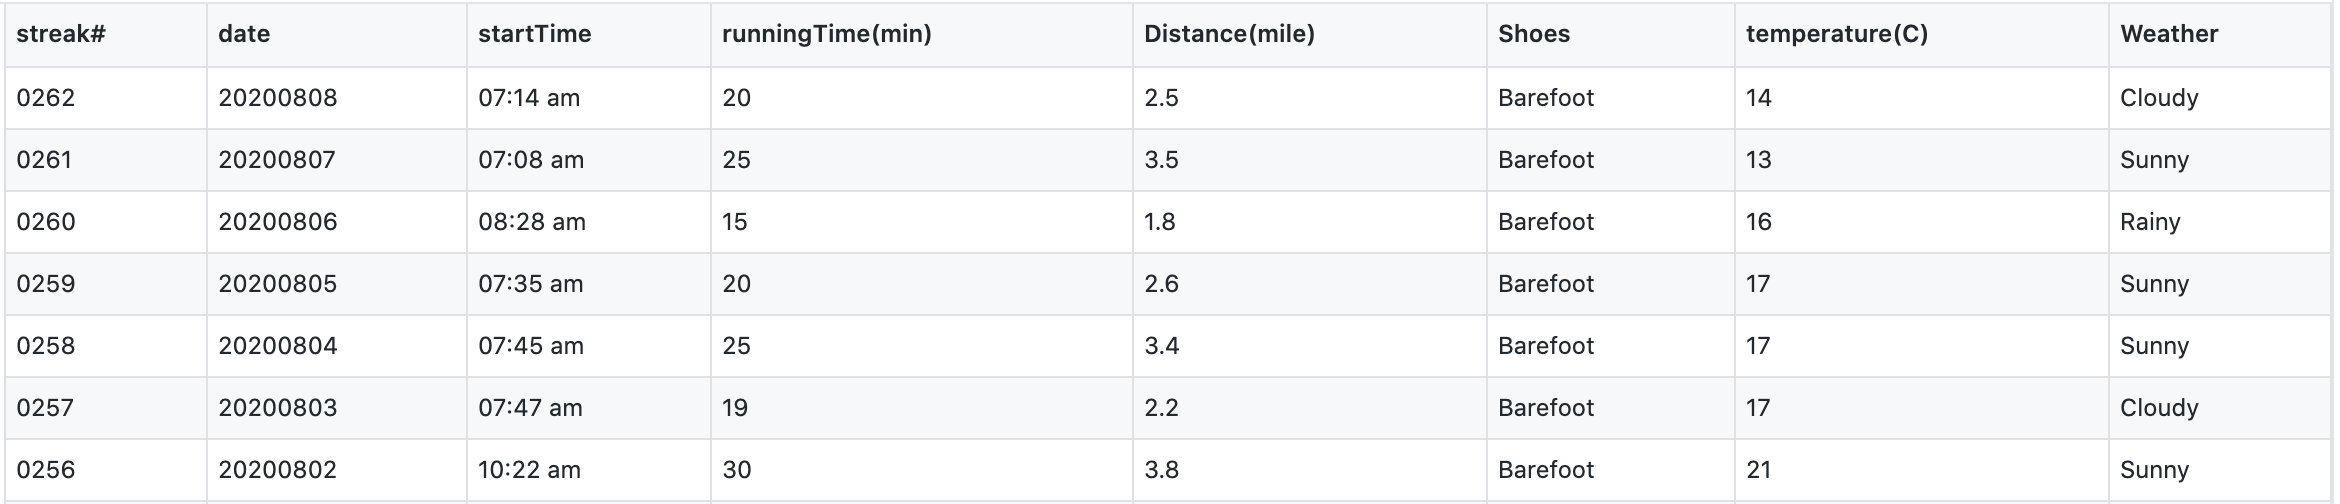 streak# date startTime runningTime(min) Distance(mile) Shoes temperature(C) Weather
0262 20200808 07:14 am 20 2.5 Barefoot 14 Cloudy
0261 20200807 07:08 am 25 3.5 Barefoot 13 Sunny
0260 20200806 08:28 am 15 1.8 Barefoot 16 Rainy
0259 20200805 07:35 am 20 2.6 Barefoot 17 Sunny
0258 20200804 07:45 am 25 3.4 Barefoot 17 Sunny
0257 20200803 07:47 am 19 2.2 Barefoot 17 Cloudy
0256 20200802 10:22 am 30 3.8 Barefoot 21 Sunny